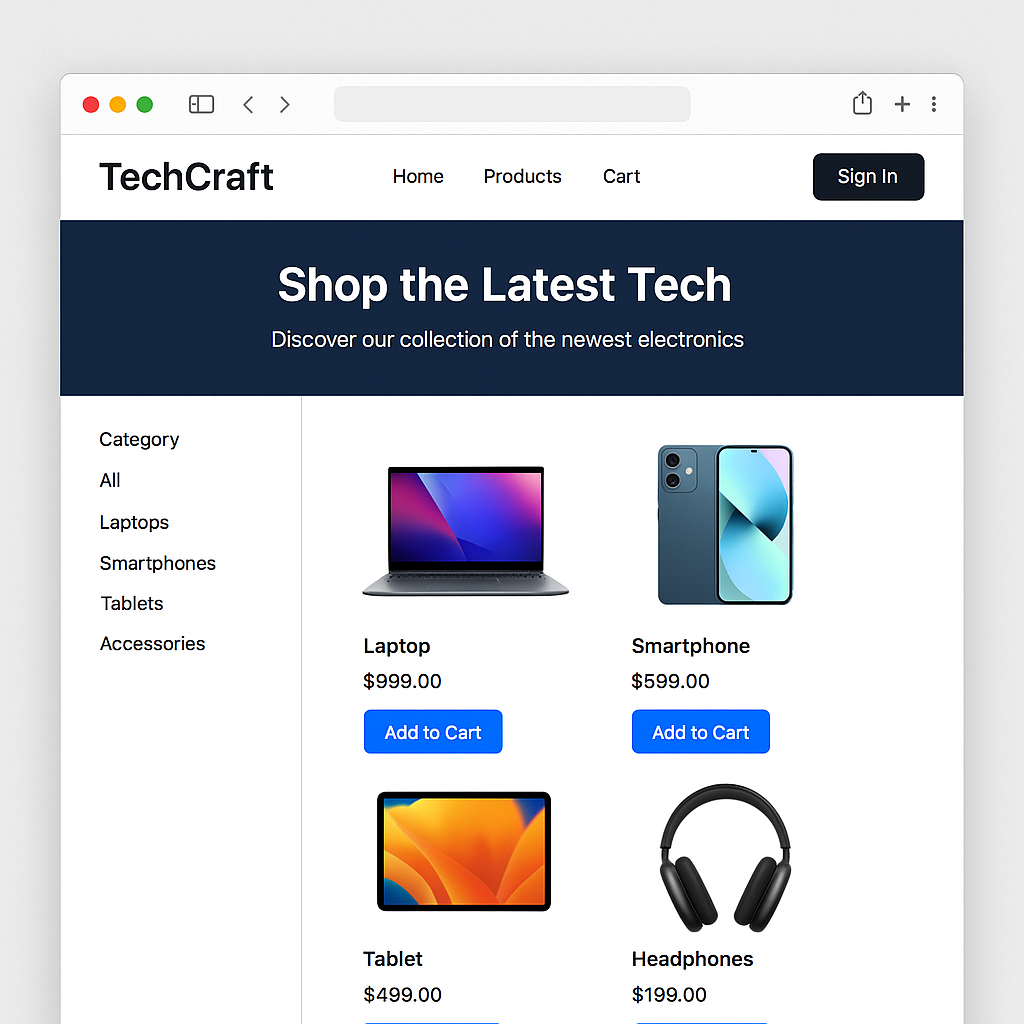 TechCraft
Home
Products
Cart
Sign In
Shop the Latest Tech
Discover our collection of the newest electronics
Category
All
Laptops
Smartphones
Tablets
Accessories
Laptop
$999.00
Add to Cart
Smartphone
$599.00
Add to Cart
Tablet
$499.00
Headphones
$199.00